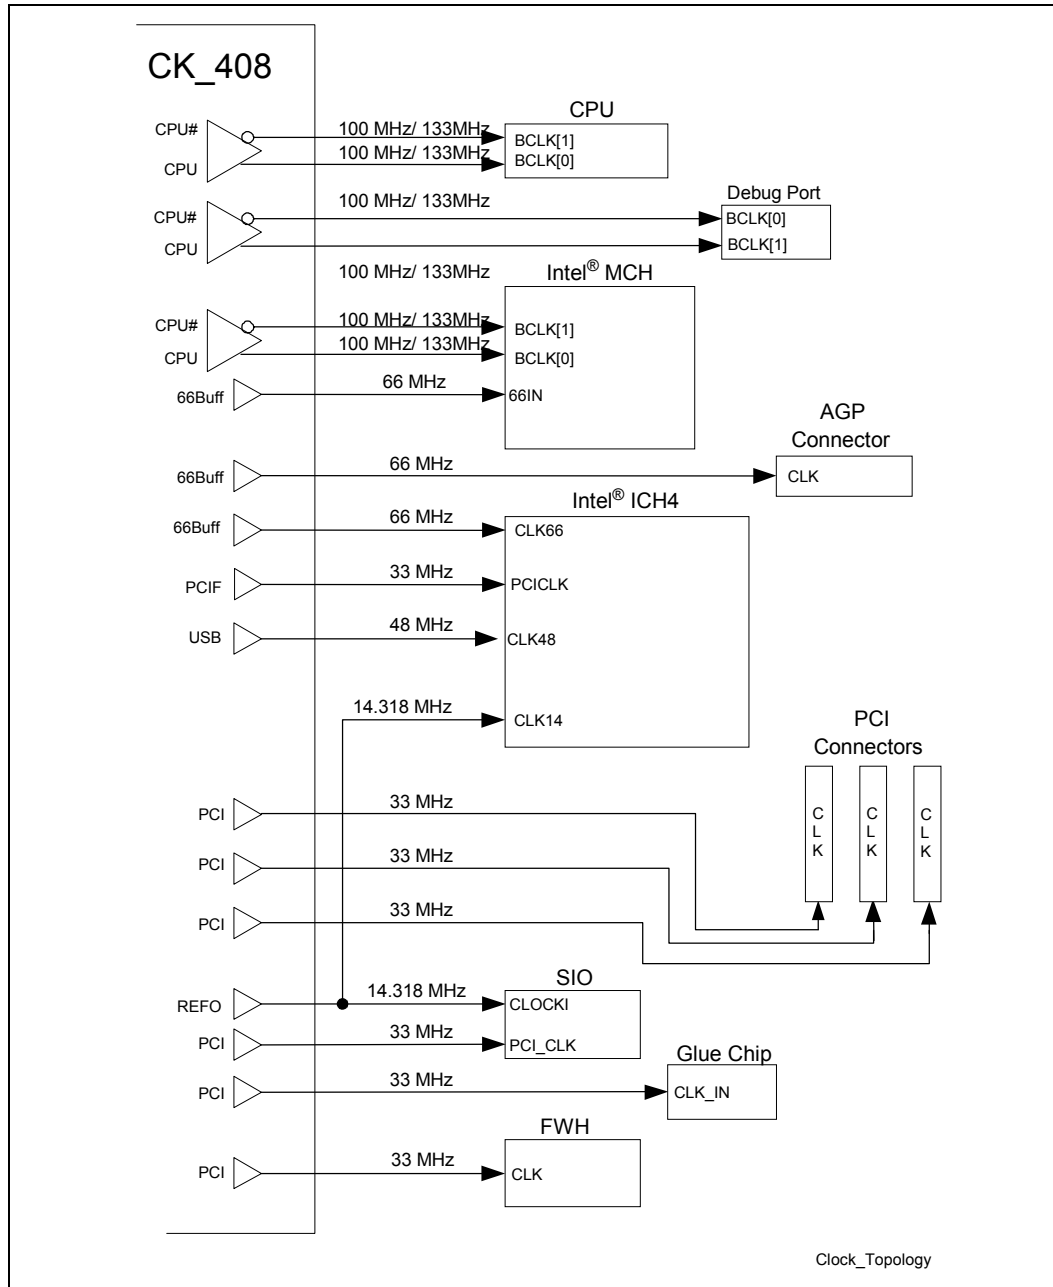 CK_408
CPU
CPU#
100 MHz/ 133MHz
BCLK[1]
100 MHz/ 133MHz
BCLK[0]
CPU
Debug Port
100 MHz/ 133MHz
CPU#
BCLK[0]
CPU
BCLK[1]
100 MHz/ 133MHz
Intel® MCH
CPU#
100 MHz/ 133MHz
BCLK[1]
100 MHz/ 133MHz
CPU
BCLK[0]
66Buff
66 MHz
66IN
AGP
Connector
66Buff
66 MHz
CLK
Intel® ICH4
66Buff
66 MHz
CLK66
PCIF
33 MHz
PCICLK
USB
48 MHz
CLK48
14.318 MHz
CLK14
PCI
Connectors
PCI
33 MHz
CLK
CLK
CLK
PCI
33 MHz
PCI
33 MHz
SIO
REFO
14.318 MHz
CLOCKI
PCI
33 MHz
PCI_CLK
Glue Chip
PCI
33 MHz
CLK_IN
FWH
PCI
33 MHz
CLK
Clock_Topology